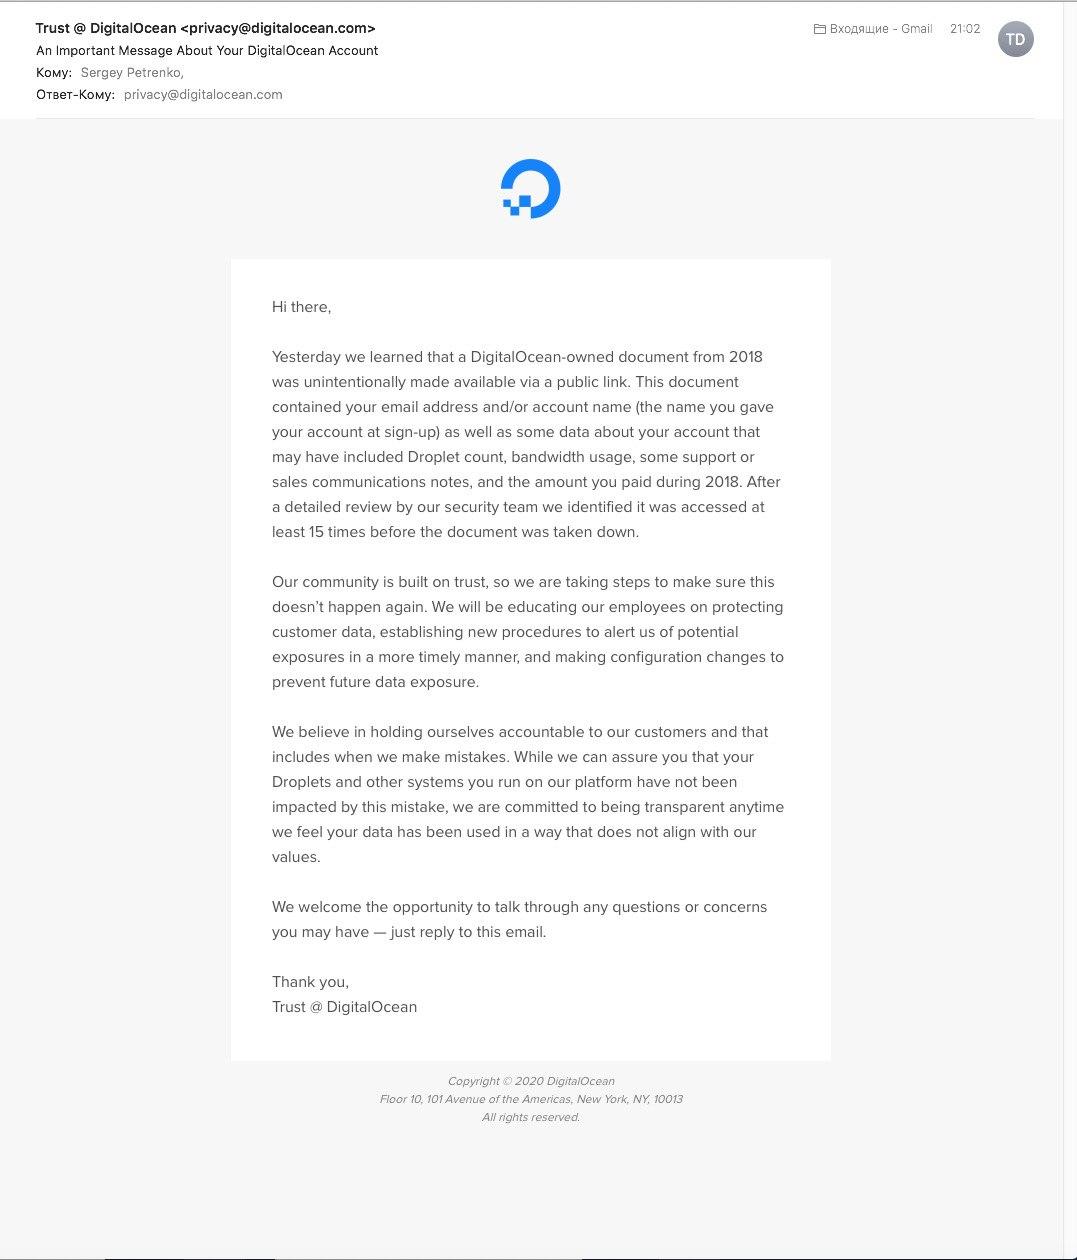 Trust @ DigitalOcean <privacy@digitalocean.com>
Входящие - Gmail 21:02
TD
An Important Message About Your DigitalOcean Account
Кому: Sergey Petrenko,
Ответ-Кому: privacy@digitalocean.com
Hi there,
Yesterday we learned that a DigitalOcean-owned document from 2018
was unintentionally made available via a public link. This document
contained your email address and/or account name (the name you gave
your account at sign-up) as well as some data about your account that
may have included Droplet count, bandwidth usage, some support or
sales communications notes, and the amount you paid during 2018. After
a detailed review by our security team we identified it was accessed at
least 15 times before the document was taken down.
Our community is built on trust, so we are taking steps to make sure this
doesn’t happen again. We will be educating our employees on protecting
customer data, establishing new procedures to alert us of potential
exposures in a more timely manner, and making configuration changes to
prevent future data exposure.
We believe in holding ourselves accountable to our customers and that
includes when we make mistakes. While we can assure you that your
Droplets and other systems you run on our platform have not been
impacted by this mistake, we are committed to being transparent anytime
we feel your data has been used in a way that does not align with our
values.
We welcome the opportunity to talk through any questions or concerns
you may have — just reply to this email.
Thank you,
Trust @ DigitalOcean
Copyright © 2020 DigitalOcean
Floor 10, 101 Avenue of the Americas, New York, NY, 10013
All rights reserved.